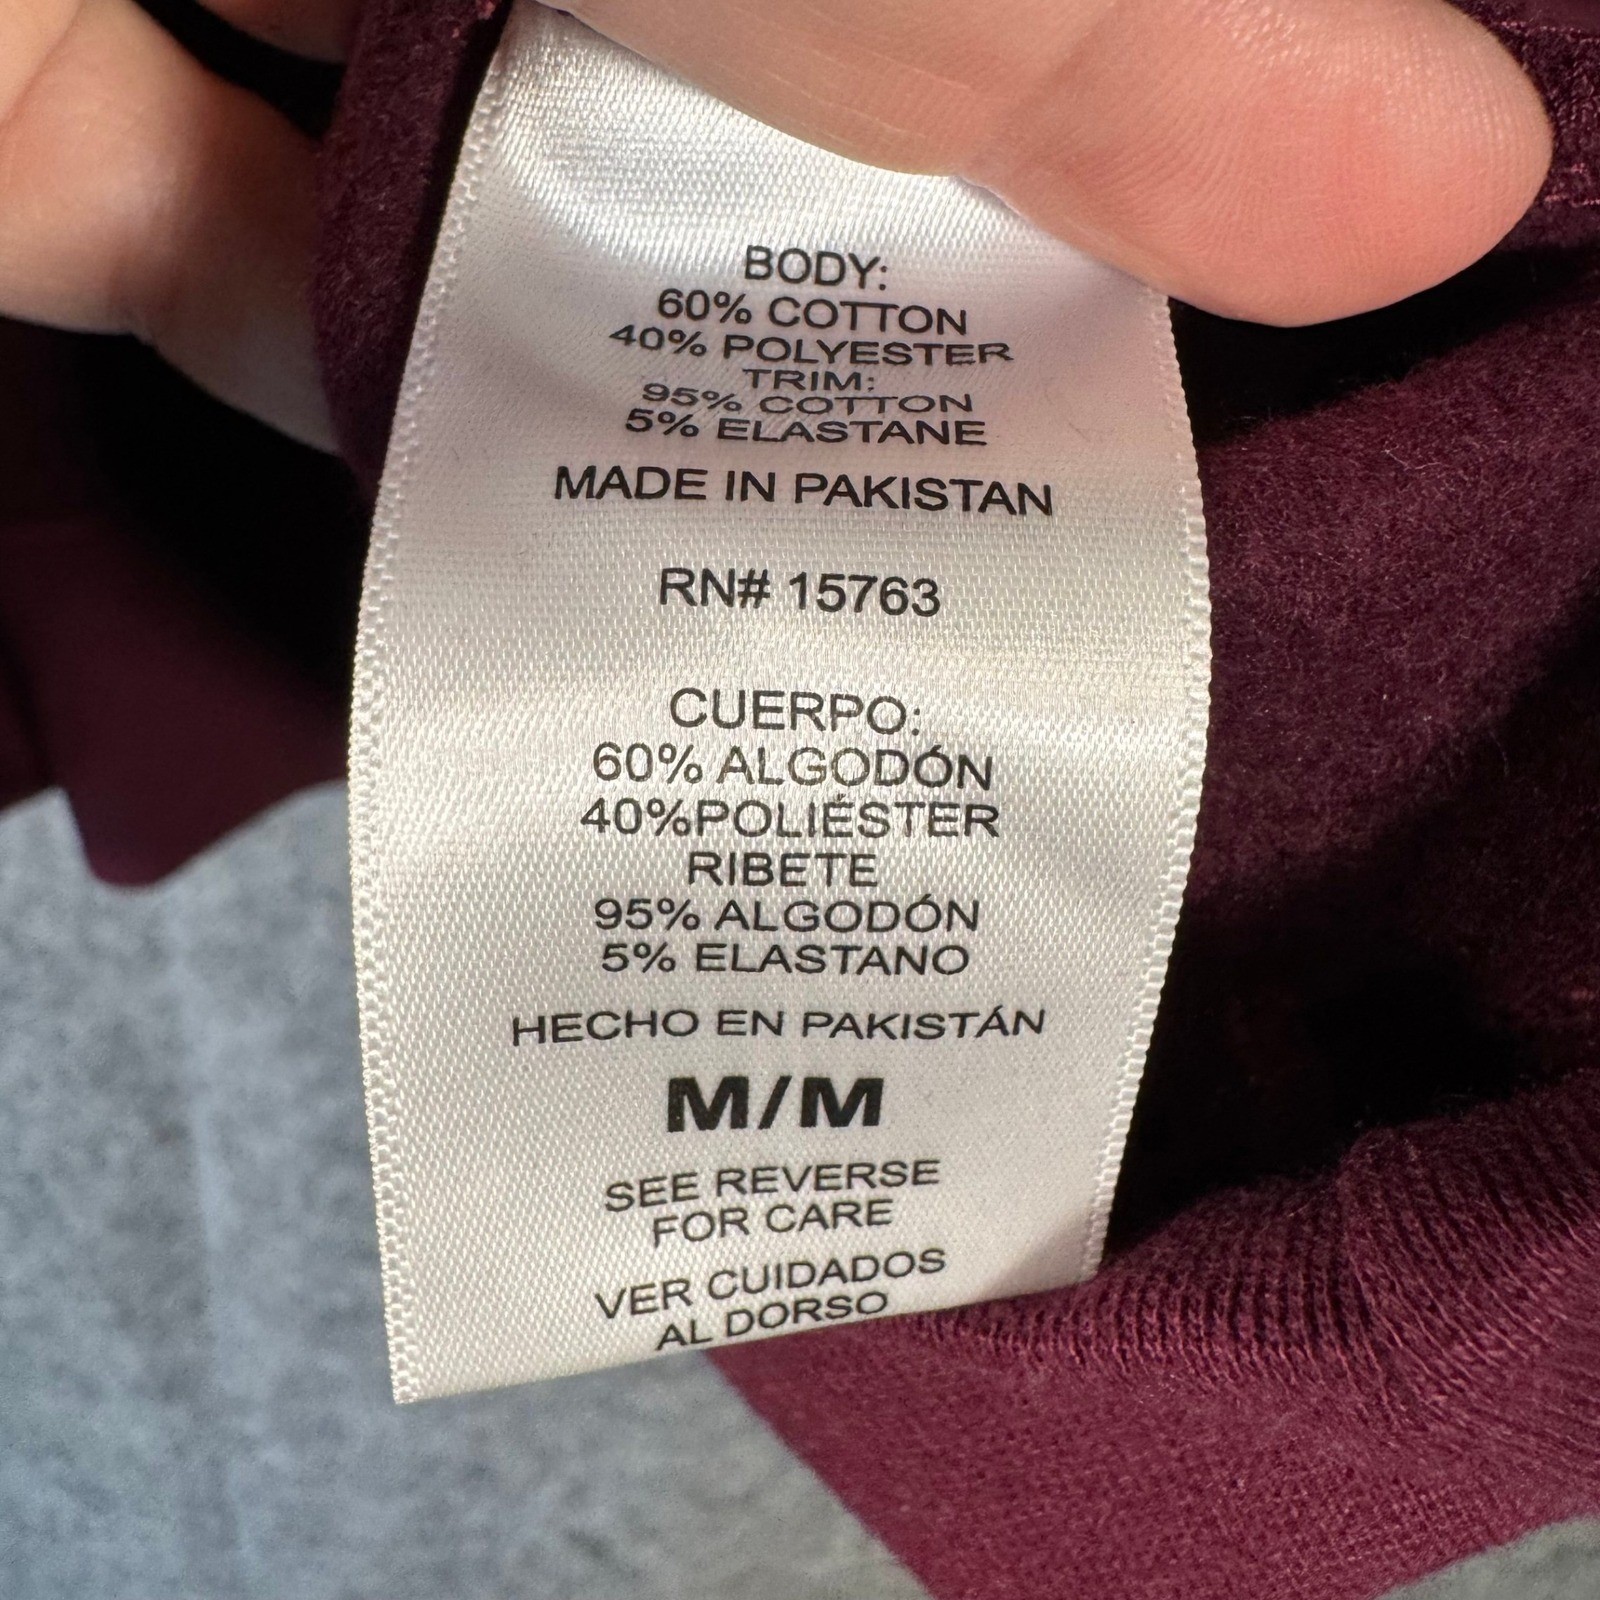 BODY:
60% COTTON
40% POLYESTER
TRIM:
95% COTTON
5% ELASTANE
MADE IN PAKISTAN
RN# 15763
CUERPO:
60% ALGODÓN
40%POLIÉSTER
RIBETE
95% ALGODÓN
5% ELASTANO
HECHO EN PAKISTÁN
M/M
SEE REVERSE
FOR CARE
VER CUIDADOS
AL DORSO